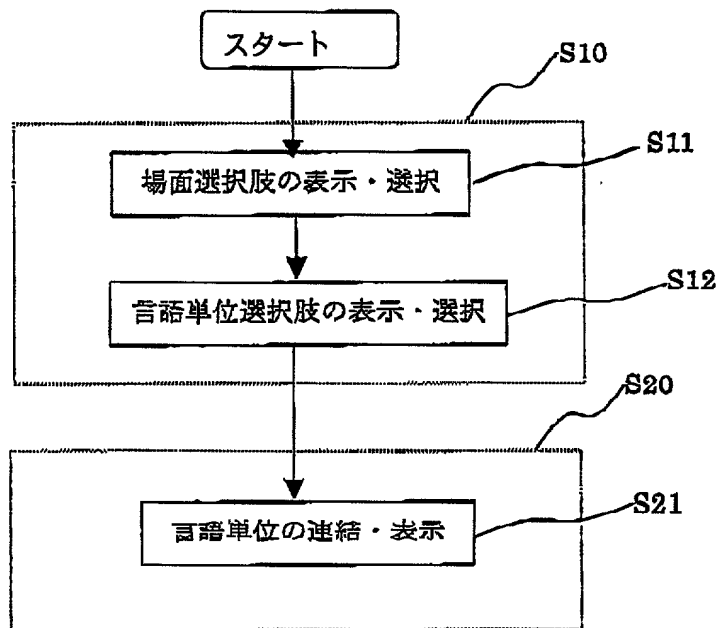 スタート
S10
S11
場面選択肢の表示・選択
S12
言語単位選択肢の表示・選択
S20
S21
言語単位の連結・表示